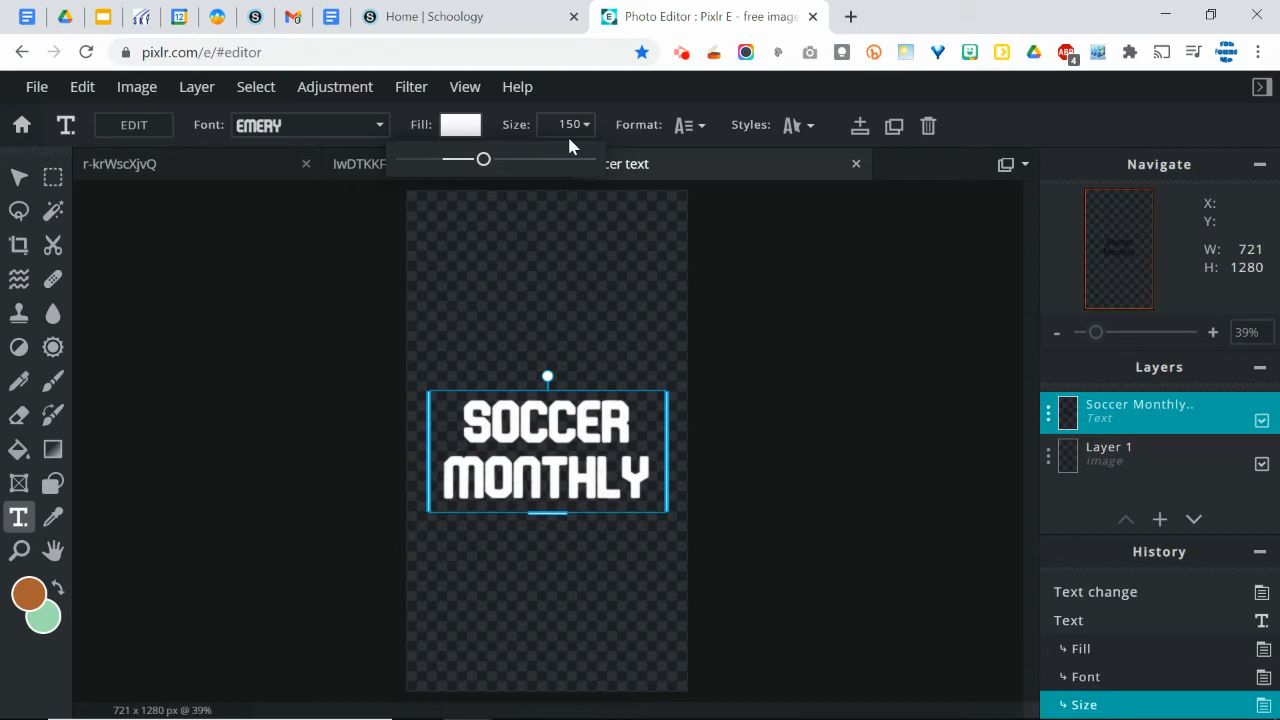 Home | Schoology
Photo Editor : Pixlr E - free image
pixlr.com/e/#editor
ABP
4
File Edit Image Layer Select Adjustment Filter View Help
EDIT Font: EMERY Fill: Size: 150 Format: Styles:
r-krWscXjvQ
IwDTKKF
cer text
Navigate
X:
Y:
W: 721
H: 1280
39%
SOCCER
MONTHLY
Layers
Soccer Monthly..
Text
Layer 1
Image
History
Text change
Text
Fill
Font
Size
721 x 1280 px @ 39%